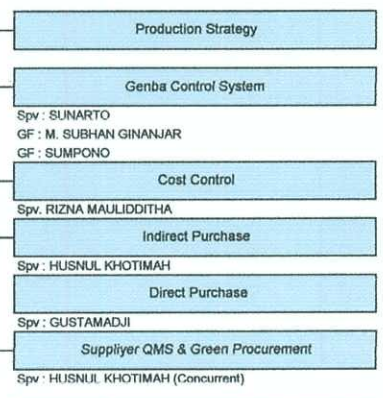 Production Strategy
Genba Control System
Spv : SUNARTO
GF : M. SUBHAN GINANJAR
GF : SUMPONO
Cost Control
Spv. RIZNA MAULIDDITHA
Indirect Purchase
Spv : HUSNUL KHOTIMAH
Direct Purchase
Spv : GUSTAMADJI
Suppliyer QMS & Green Procurement
Spv : HUSNUL KHOTIMAH (Concurrent)